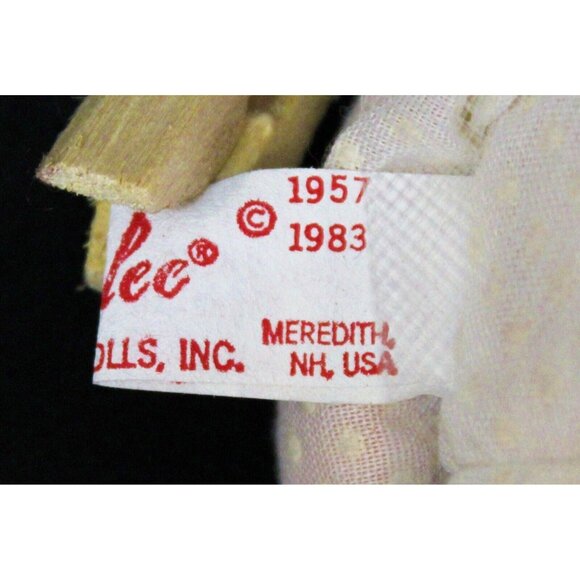 lee® © 1957
1983
OLLS, INC. MEREDITH,
NH, USA